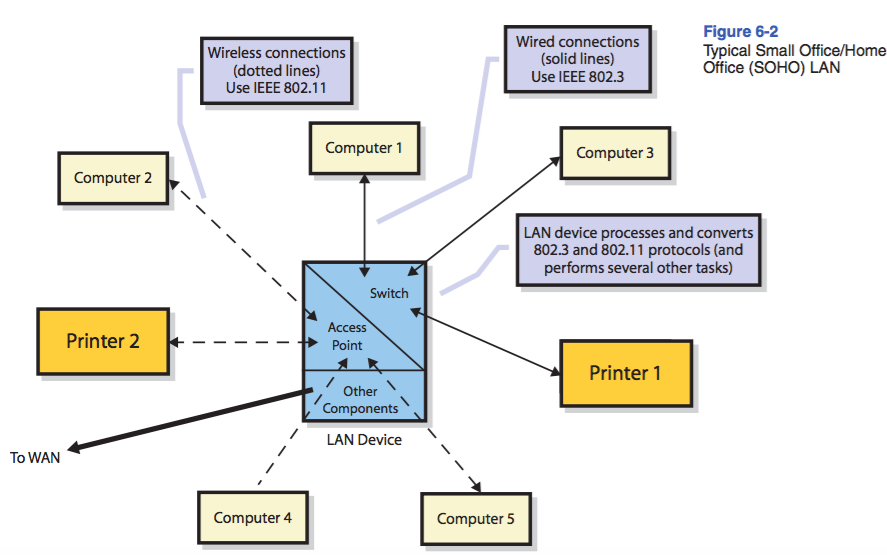 Figure 6-2
Typical Small Office/Home
Office (SOHO) LAN
Wireless connections
(dotted lines)
Use IEEE 802.11
Wired connections
(solid lines)
Use IEEE 802.3
Computer 1
Computer 2
Computer 3
LAN device processes and converts
802.3 and 802.11 protocols (and
performs several other tasks)
Switch
Access
Point
Printer 2
Printer 1
Other
Components
LAN Device
To WAN
Computer 4
Computer 5